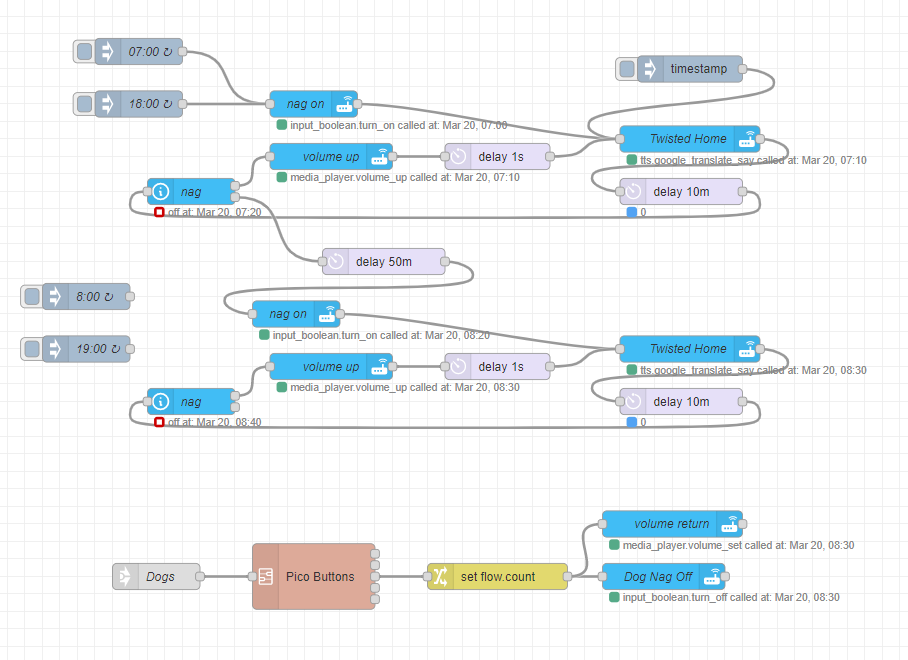 07:00 ↻
timestamp
18:00 ↻
nag on
input_boolean.turn_on called at: Mar 20, 07:00
Twisted Home
tts.google_translate_say called at: Mar 20, 07:10
volume up
delay 1s
media_player.volume_up called at: Mar 20, 07:10
nag
delay 10m
off at: Mar 20, 07:20
0
delay 50m
8:00 ↻
nag on
input_boolean.turn_on called at: Mar 20, 08:20
19:00 ↻
Twisted Home
tts.google_translate_say called at: Mar 20, 08:30
volume up
delay 1s
media_player.volume_up called at: Mar 20, 08:30
nag
delay 10m
off at: Mar 20, 08:40
0
volume return
media_player.volume_set called at: Mar 20, 08:30
Dogs
Pico Buttons
set flow.count
Dog Nag Off
input_boolean.turn_off called at: Mar 20, 08:30